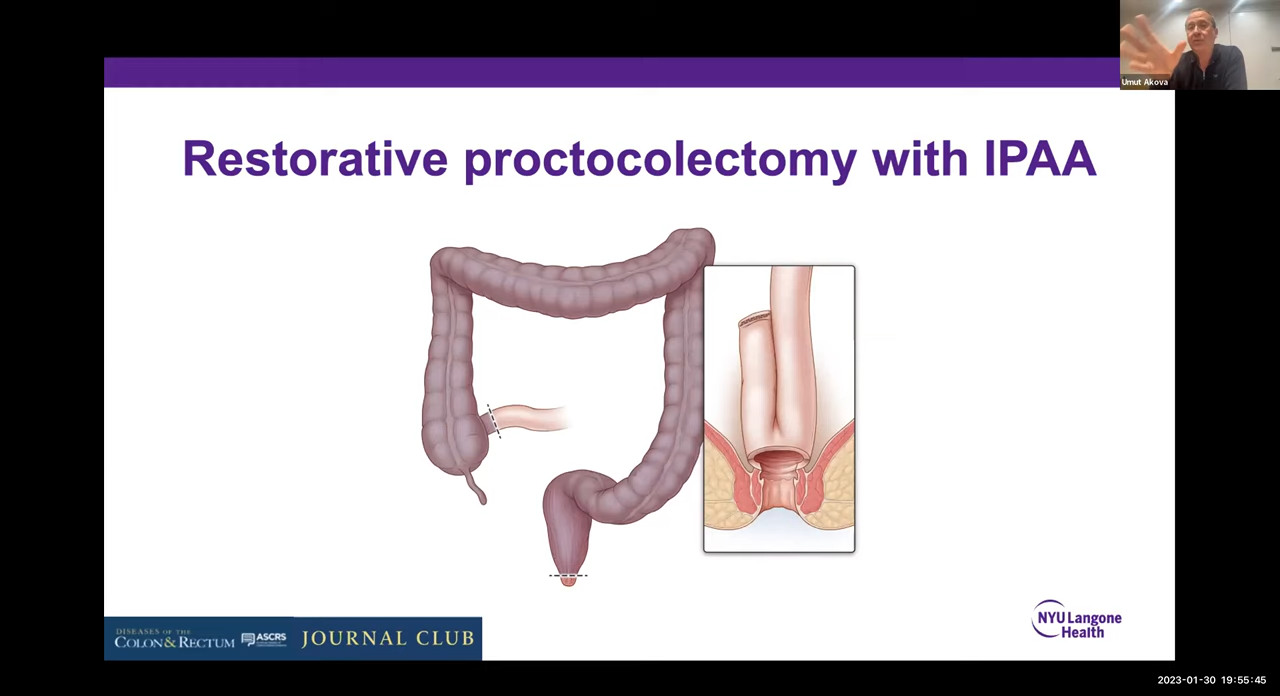 Umut Akova
Restorative proctocolectomy with IPAA
DISEASES OF THE
COLON & RECTUM
ASCRS
JOURNAL CLUB
NYU Langone
Health
2023-01-30 19:55:45